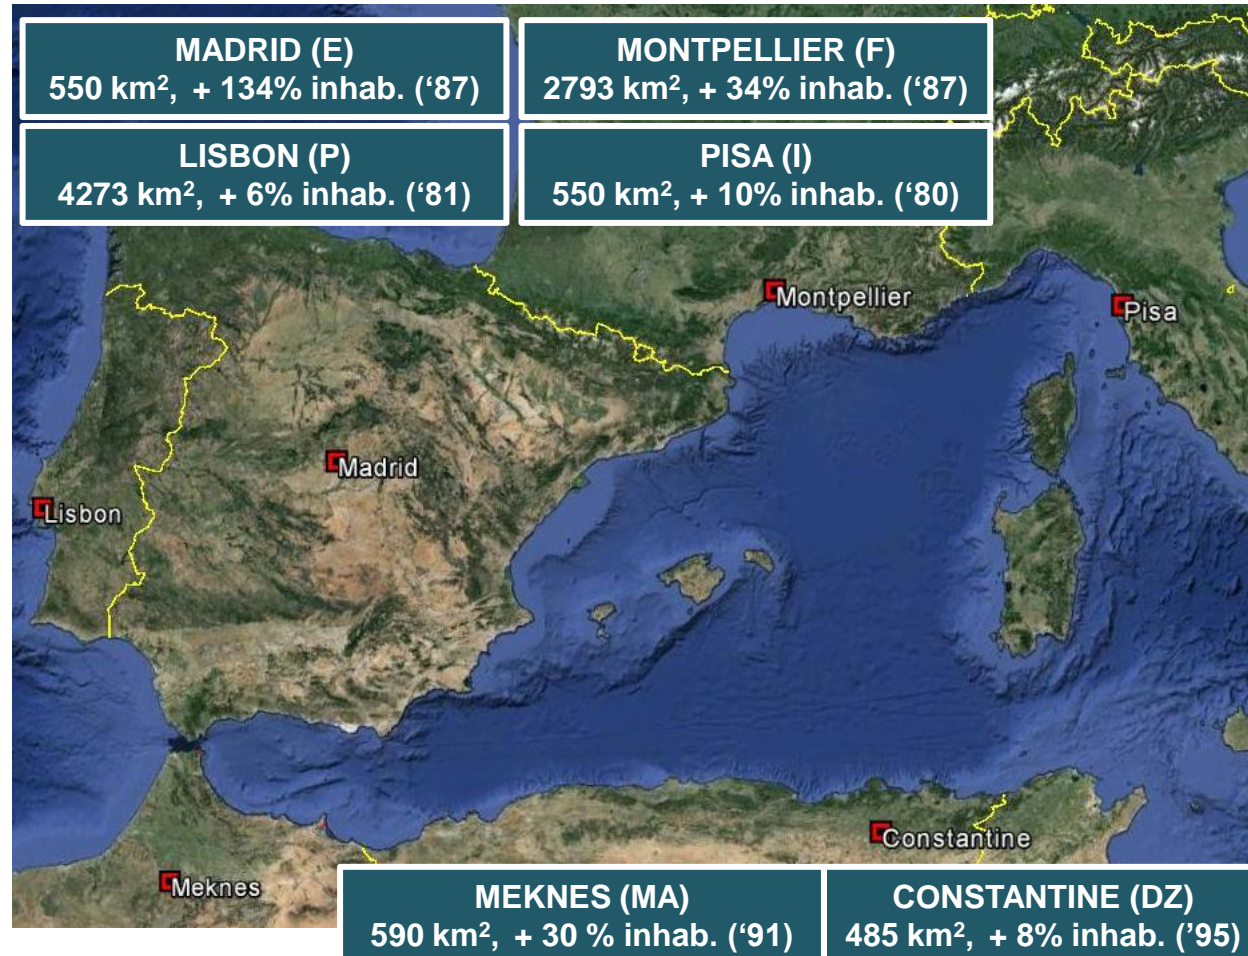 MADRID (E)
550 km², + 134% inhab. (‘87)
MONTPELLIER (F)
2793 km², + 34% inhab. (‘87)
LISBON (P)
4273 km², + 6% inhab. (‘81)
PISA (I)
550 km², + 10% inhab. (‘80)
Montpellier
Pisa
Madrid
Lisbon
Constantine
Meknes
MEKNES (MA)
590 km², + 30 % inhab. (‘91)
CONSTANTINE (DZ)
485 km², + 8% inhab. (’95)